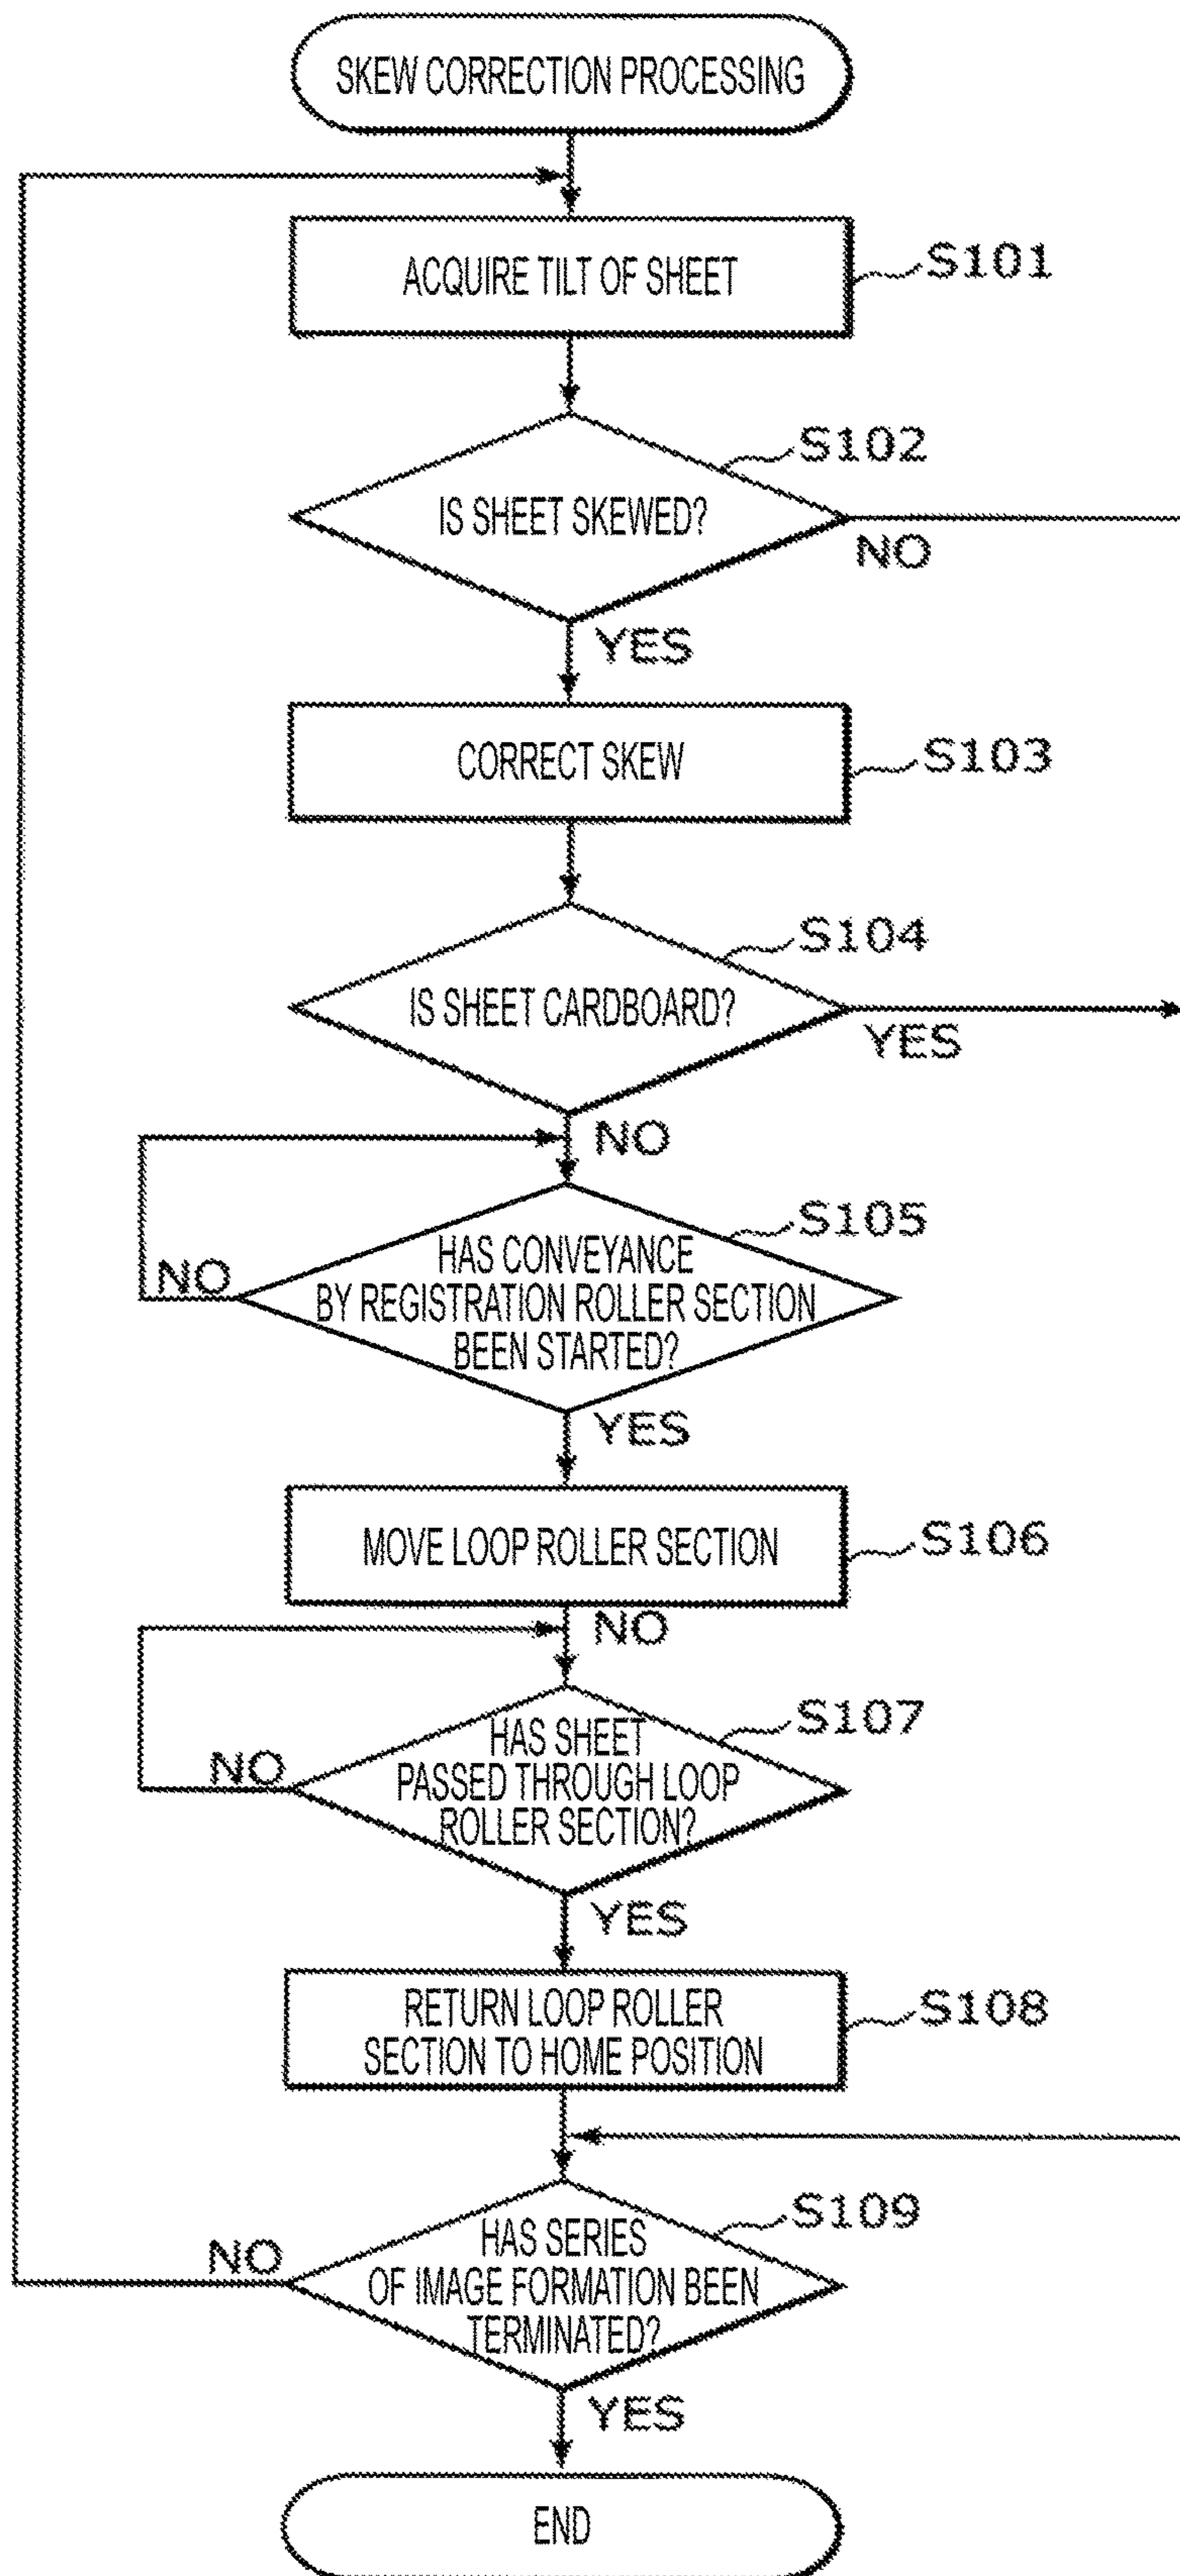 SKEW CORRECTION PROCESSING
ACQUIRE TILT OF SHEET
S101
S102
IS SHEET SKEWED?
NO
YES
CORRECT SKEW
S103
S104
IS SHEET CARDBOARD?
YES
NO
S105
HAS CONVEYANCE
BY REGISTRATION ROLLER SECTION
BEEN STARTED?
NO
YES
MOVE LOOP ROLLER SECTION
S106
NO
S107
HAS SHEET
PASSED THROUGH LOOP
ROLLER SECTION?
NO
YES
RETURN LOOP ROLLER
SECTION TO HOME POSITION
S108
S109
HAS SERIES
OF IMAGE FORMATION BEEN
TERMINATED?
NO
YES
END